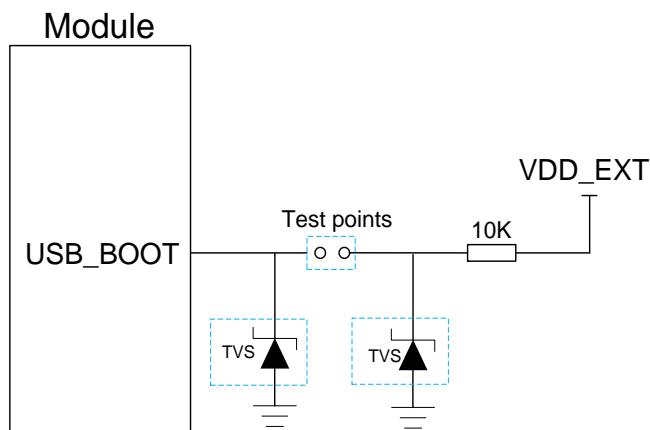 Module
VDD_EXT
Test points
10K
USB_BOOT
TVS
TVS